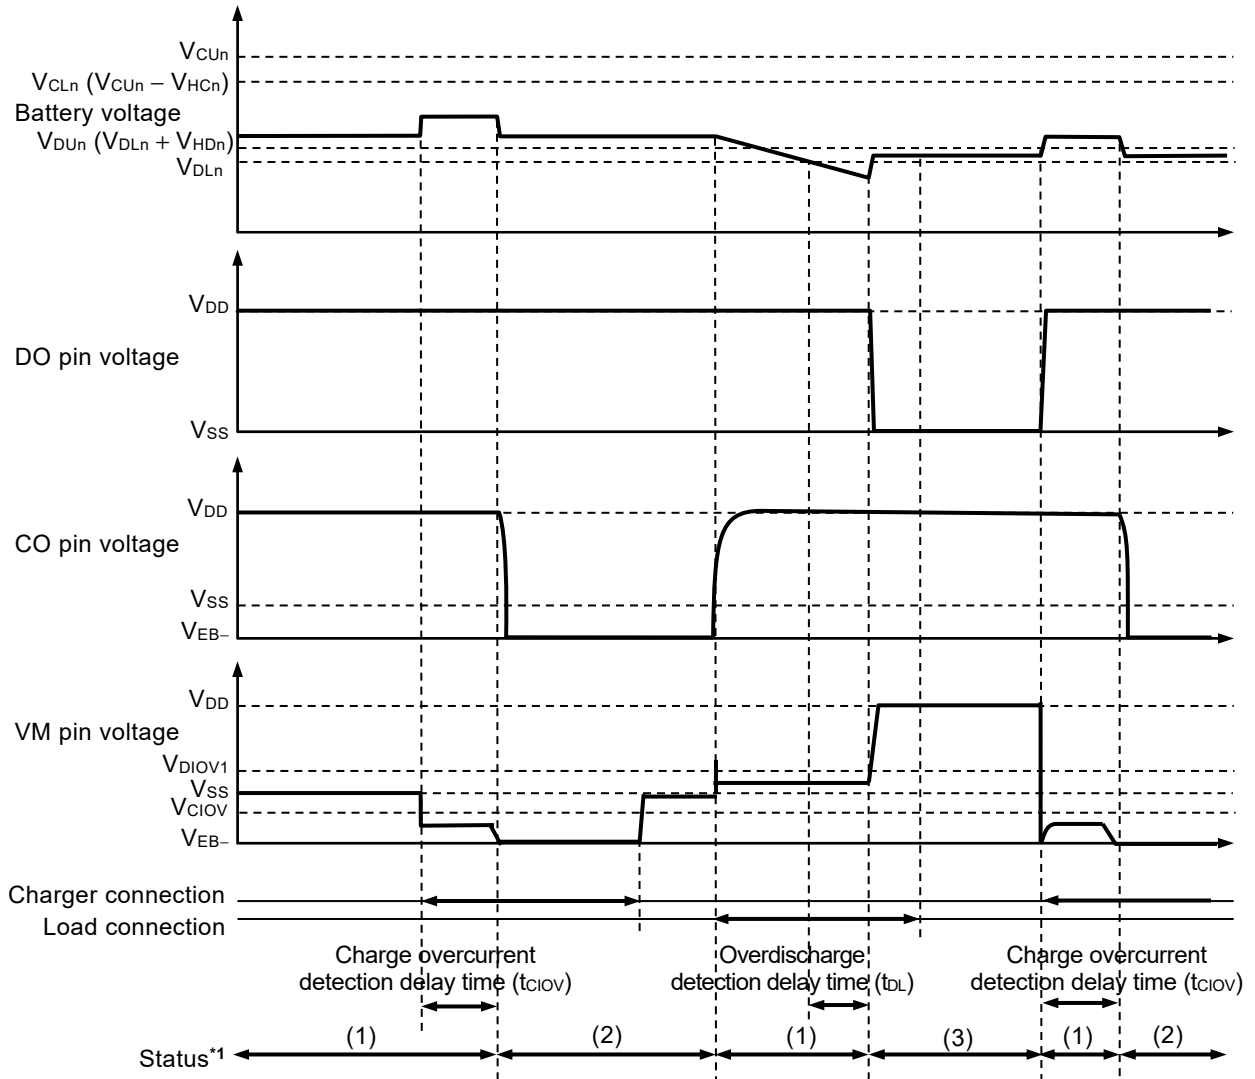 VCUn
VCLn (VCUn – VHCn)
Battery voltage
VDUn (VDLn + VHDn)
VDLn
VDD
DO pin voltage
VSS
VDD
CO pin voltage
VSS
VEB–
VDD
VM pin voltage
VDIOV1
VSS
VCIOV
VEB–
Charger connection
Load connection
Charge overcurrent
detection delay time (tCIOV)
Overdischarge
detection delay time (tDL)
Charge overcurrent
detection delay time (tCIOV)
Status*1
(1) (2) (1) (3) (1) (2)